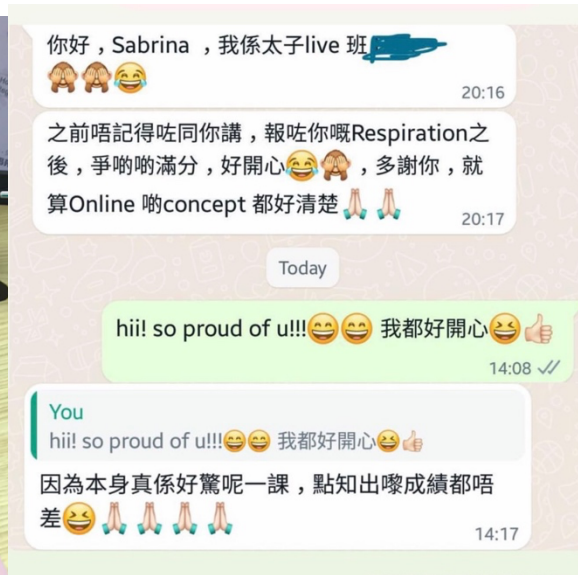 你好，Sabrina ，我係太子live 班
🙈🙈😂
20:16
之前唔記得咗同你講，報咗你嘅Respiration之
後，爭啲啲滿分，好開心😂🙈，多謝你，就
算Online 啲concept 都好清楚🙏🏻🙏🏻
20:17
Today
hii! so proud of u!!!😄😄 我都好開心😆👍🏻
14:08
You
hii! so proud of u!!!😄😄 我都好開心😆👍🏻
因為本身真係好驚呢一課，點知出嚟成績都唔
差😆🙏🏻🙏🏻🙏🏻🙏🏻
14:17